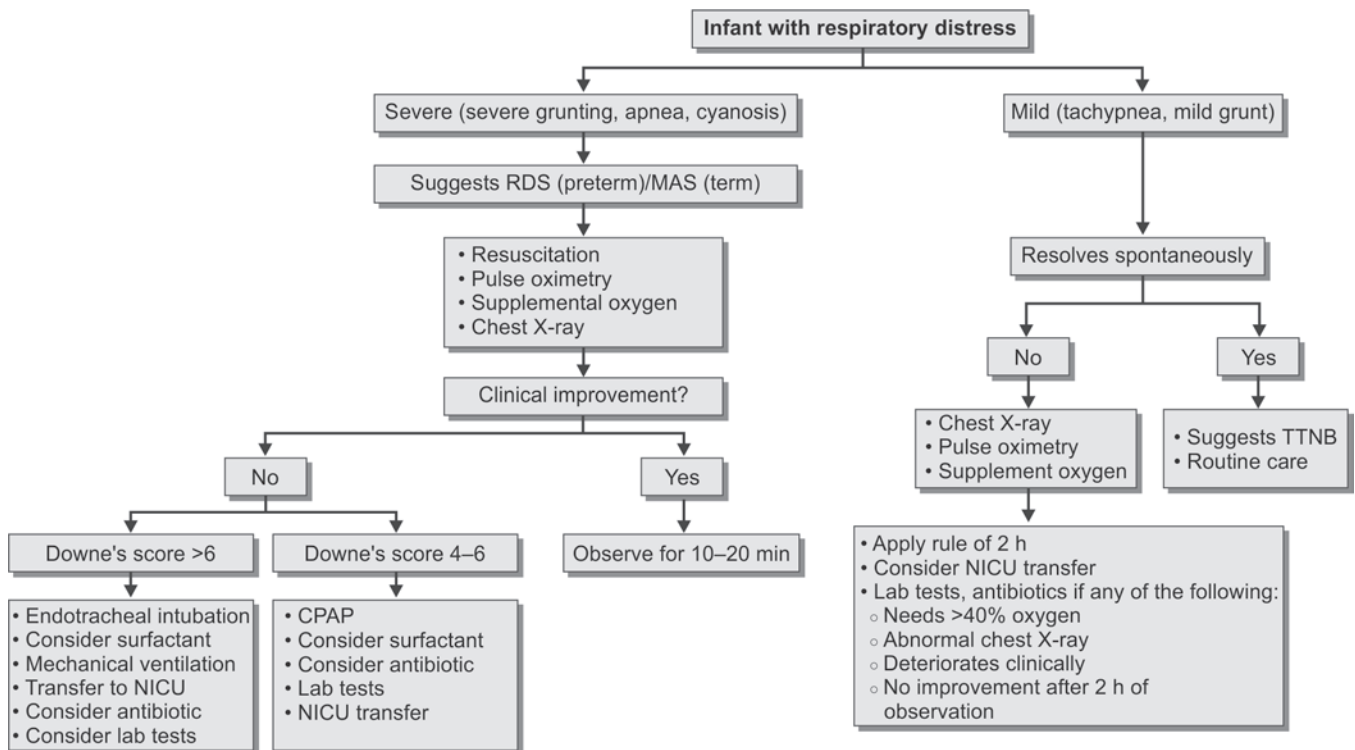 Infant with respiratory distress
Severe (severe grunting, apnea, cyanosis)
Mild (tachypnea, mild grunt)
Suggests RDS (preterm)/MAS (term)
• Resuscitation
• Pulse oximetry
• Supplemental oxygen
• Chest X-ray
Resolves spontaneously
Clinical improvement?
No
Yes
• Chest X-ray
• Pulse oximetry
• Supplement oxygen
• Suggests TTNB
• Routine care
No
Yes
Downe's score >6
Downe's score 4–6
Observe for 10–20 min
• Endotracheal intubation
• Consider surfactant
• Mechanical ventilation
• Transfer to NICU
• Consider antibiotic
• Consider lab tests
• CPAP
• Consider surfactant
• Consider antibiotic
• Lab tests
• NICU transfer
• Apply rule of 2 h
• Consider NICU transfer
• Lab tests, antibiotics if any of the following:
○ Needs >40% oxygen
○ Abnormal chest X-ray
○ Deteriorates clinically
○ No improvement after 2 h of
observation